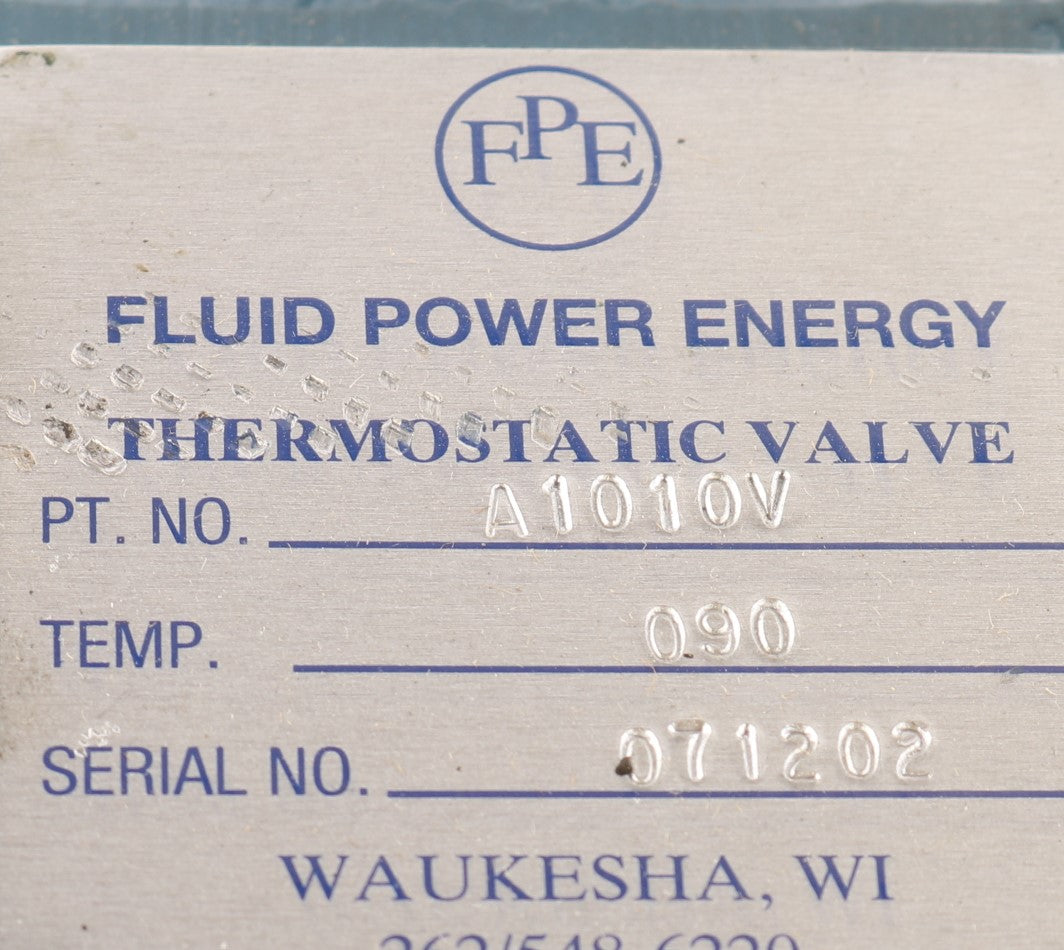 FPE
FLUID POWER ENERGY
THERMOSTATIC VALVE
PT. NO. A1010V
TEMP. 090
SERIAL NO. 071202
WAUKESHA, WI